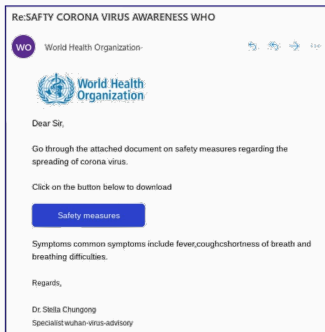 Re:SAFTY CORONA VIRUS AWARENESS WHO
WO
World Health Organization-
World Health
Organization
Dear Sir,
Go through the attached document on safety measures regarding the
spreading of corona virus.
Click on the button below to download
Safety measures
Symptoms common symptoms include fever,coughcshortness of breath and
breathing difficulties.
Regards,
Dr. Stella Chungong
Specialist wuhan-virus-advisory